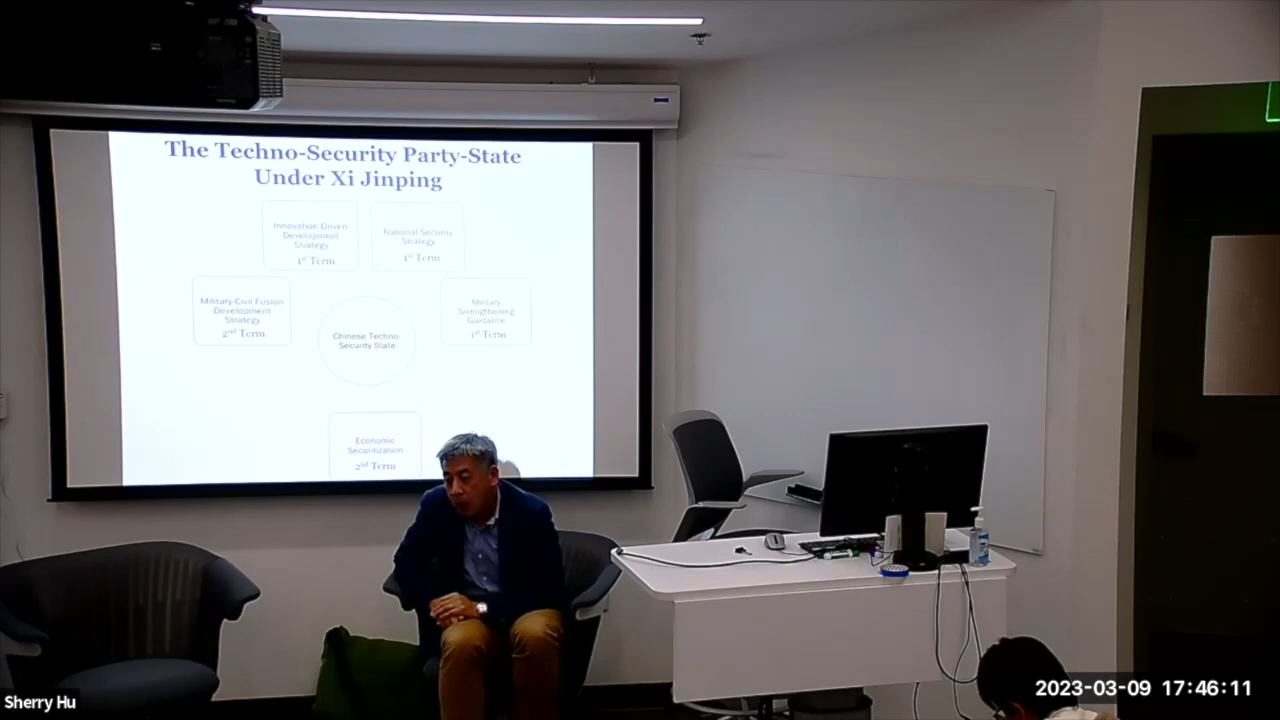 The Techno-Security Party-State
Under Xi Jinping
Innovation Driven
Development
Strategy
1st Term
National Security
Strategy
1st Term
Military-Civil Fusion
Development
Strategy
2nd Term
Military
Strengthening
Guidance
1st Term
Chinese Techno-
Security State
Economic
Securitization
2nd Term
Sherry Hu
2023-03-09 17:46:11